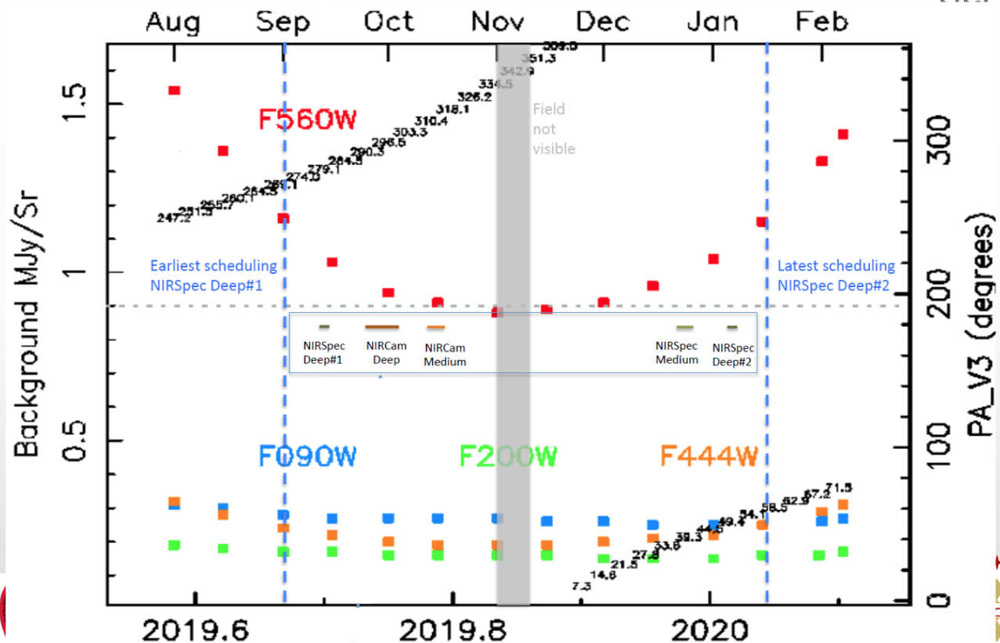 Aug Sep Oct Nov Dec Jan Feb
359.0
351.3
342.9
334.5
326.2
318.1
310.4
303.3
296.5
290.3
284.5
279.1
274.0
269.1
264.5
260.1
255.7
251.5
247.2
F560W
Field
not
visible
1.5
1
0.5
Background MJy/Sr
300
200
100
0
PA_V3 (degrees)
Earliest scheduling
NIRSpec Deep#1
Latest scheduling
NIRSpec Deep#2
NIRSpec
Deep#1
NIRCam
Deep
NIRCam
Medium
NIRSpec
Medium
NIRSpec
Deep#2
F090W F200W F444W
71.5
67.2
62.9
58.5
54.1
49.4
44.6
39.3
33.8
27.8
21.5
14.6
7.3
2019.6 2019.8 2020